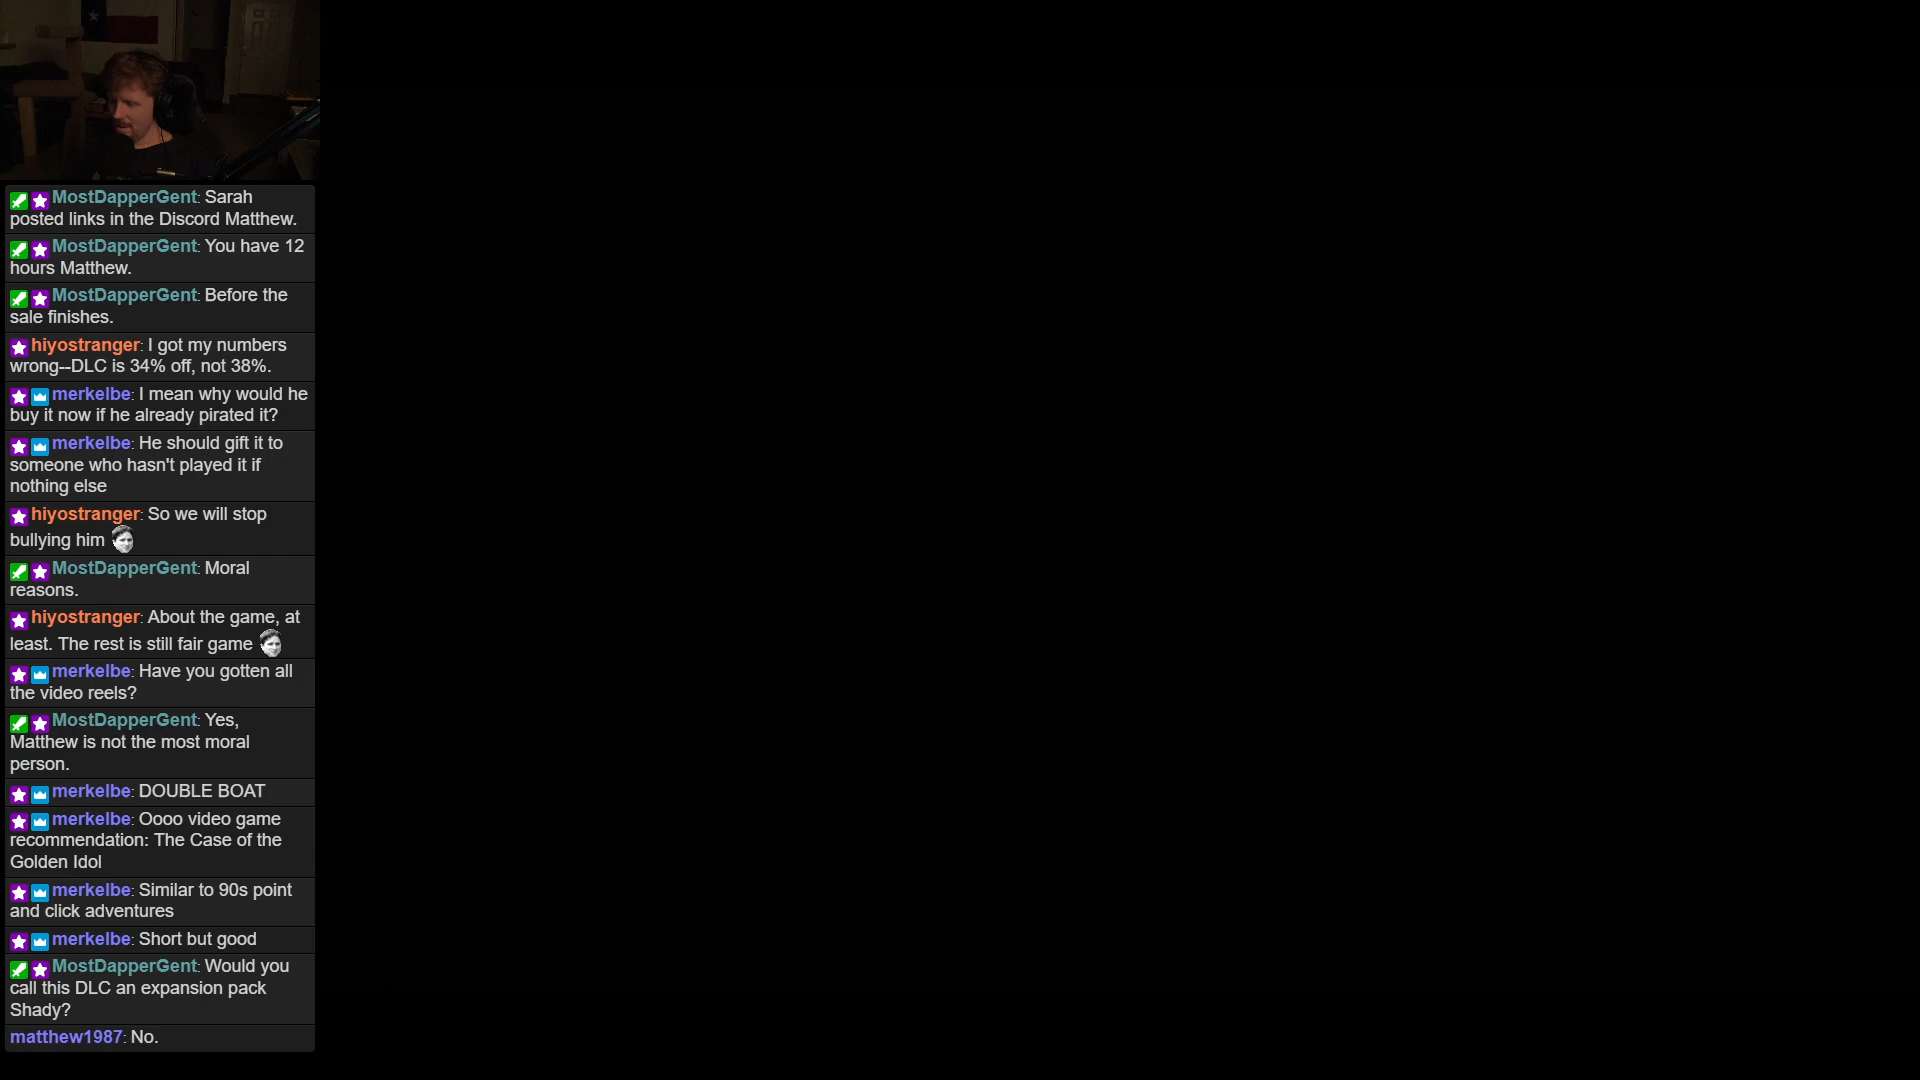 MostDapperGent: Sarah
posted links in the Discord Matthew.
MostDapperGent: You have 12
hours Matthew.
MostDapperGent: Before the
sale finishes.
hiyostranger: I got my numbers
wrong--DLC is 34% off, not 38%.
merkelbe: I mean why would he
buy it now if he already pirated it?
merkelbe: He should gift it to
someone who hasn't played it if
nothing else
hiyostranger: So we will stop
bullying him
MostDapperGent: Moral
reasons.
hiyostranger: About the game, at
least. The rest is still fair game
merkelbe: Have you gotten all
the video reels?
MostDapperGent: Yes,
Matthew is not the most moral
person.
merkelbe: DOUBLE BOAT
merkelbe: Oooo video game
recommendation: The Case of the
Golden Idol
merkelbe: Similar to 90s point
and click adventures
merkelbe: Short but good
MostDapperGent: Would you
call this DLC an expansion pack
Shady?
matthew1987: No.